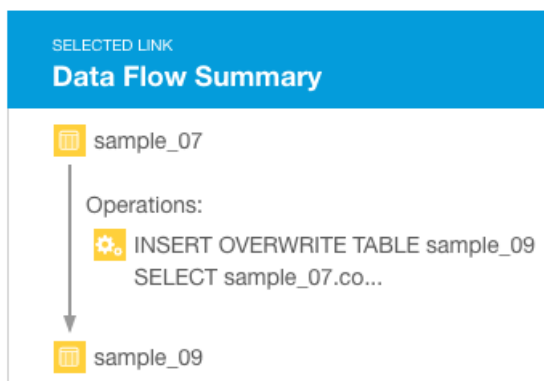 SELECTED LINK
Data Flow Summary
sample_07
Operations:
INSERT OVERWRITE TABLE sample_09
SELECT sample_07.co...
sample_09